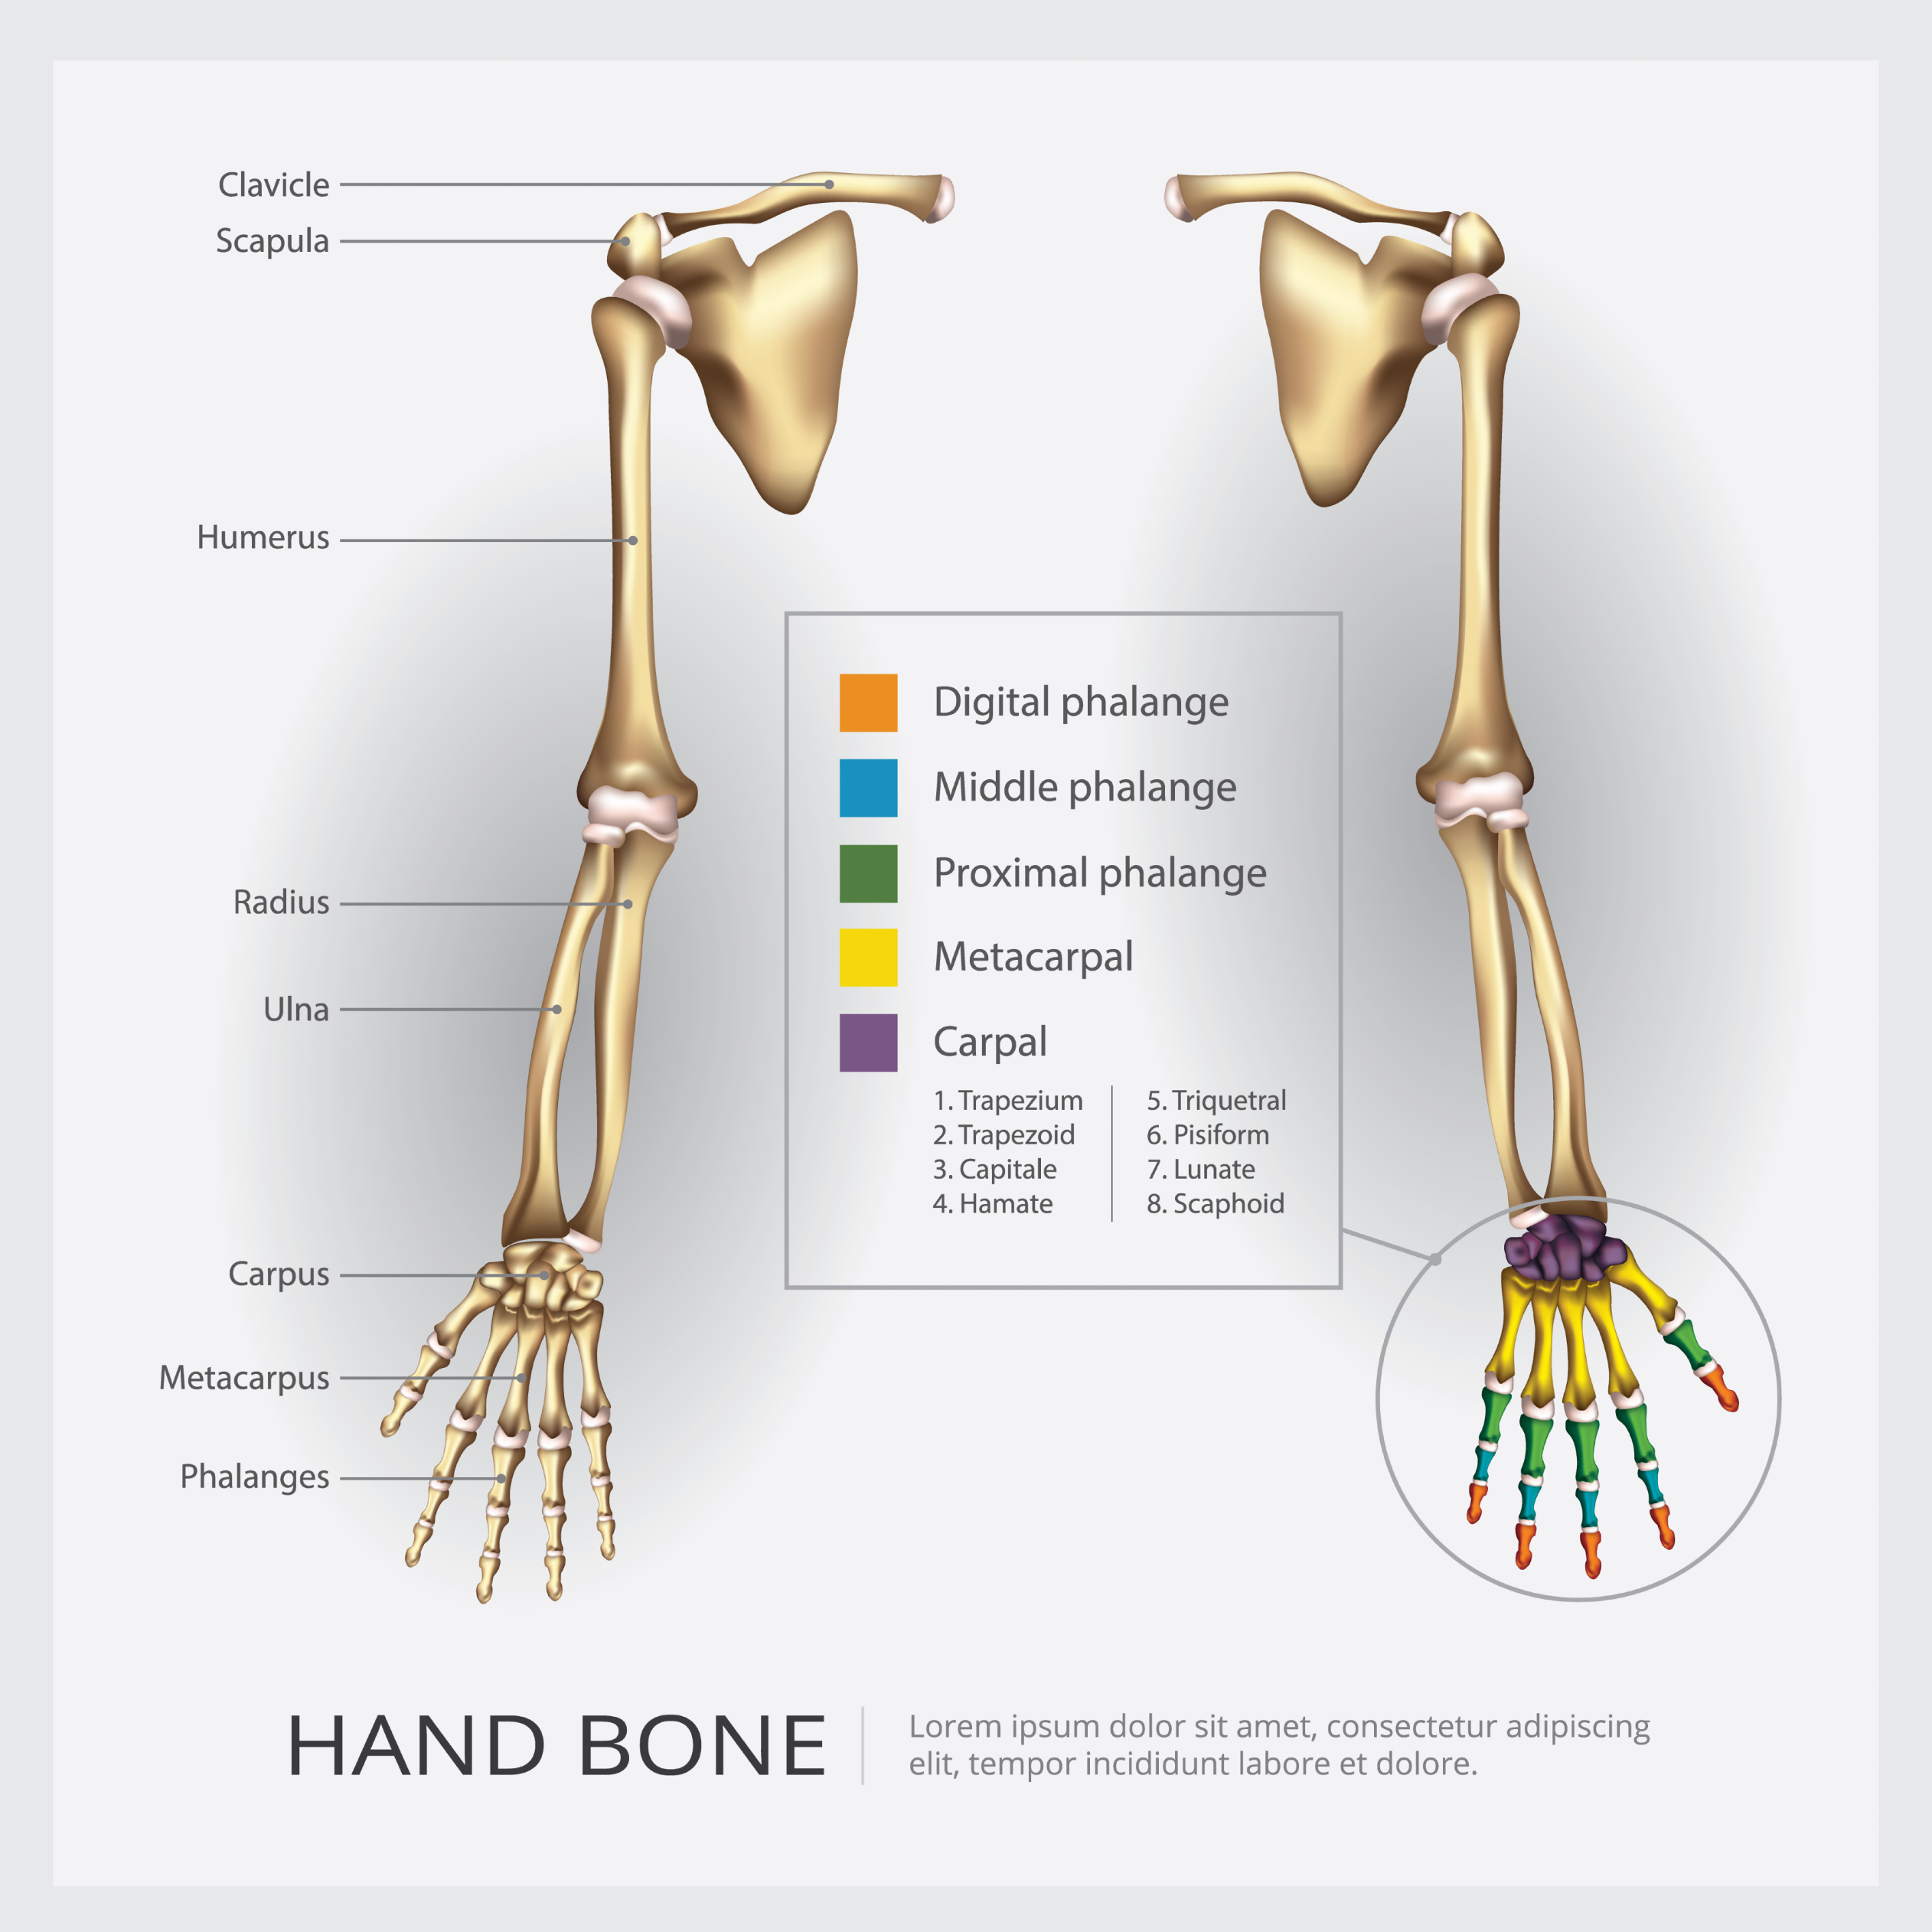 Clavicle
Scapula
Humerus
Radius
Ulna
Carpus
Metacarpus
Phalanges
Digital phalange
Middle phalange
Proximal phalange
Metacarpal
Carpal
1. Trapezium
2. Trapezoid
3. Capitale
4. Hamate
5. Triquetral
6. Pisiform
7. Lunate
8. Scaphoid
HAND BONE
Lorem ipsum dolor sit amet, consectetur adipiscing
elit, tempor incididunt labore et dolore.